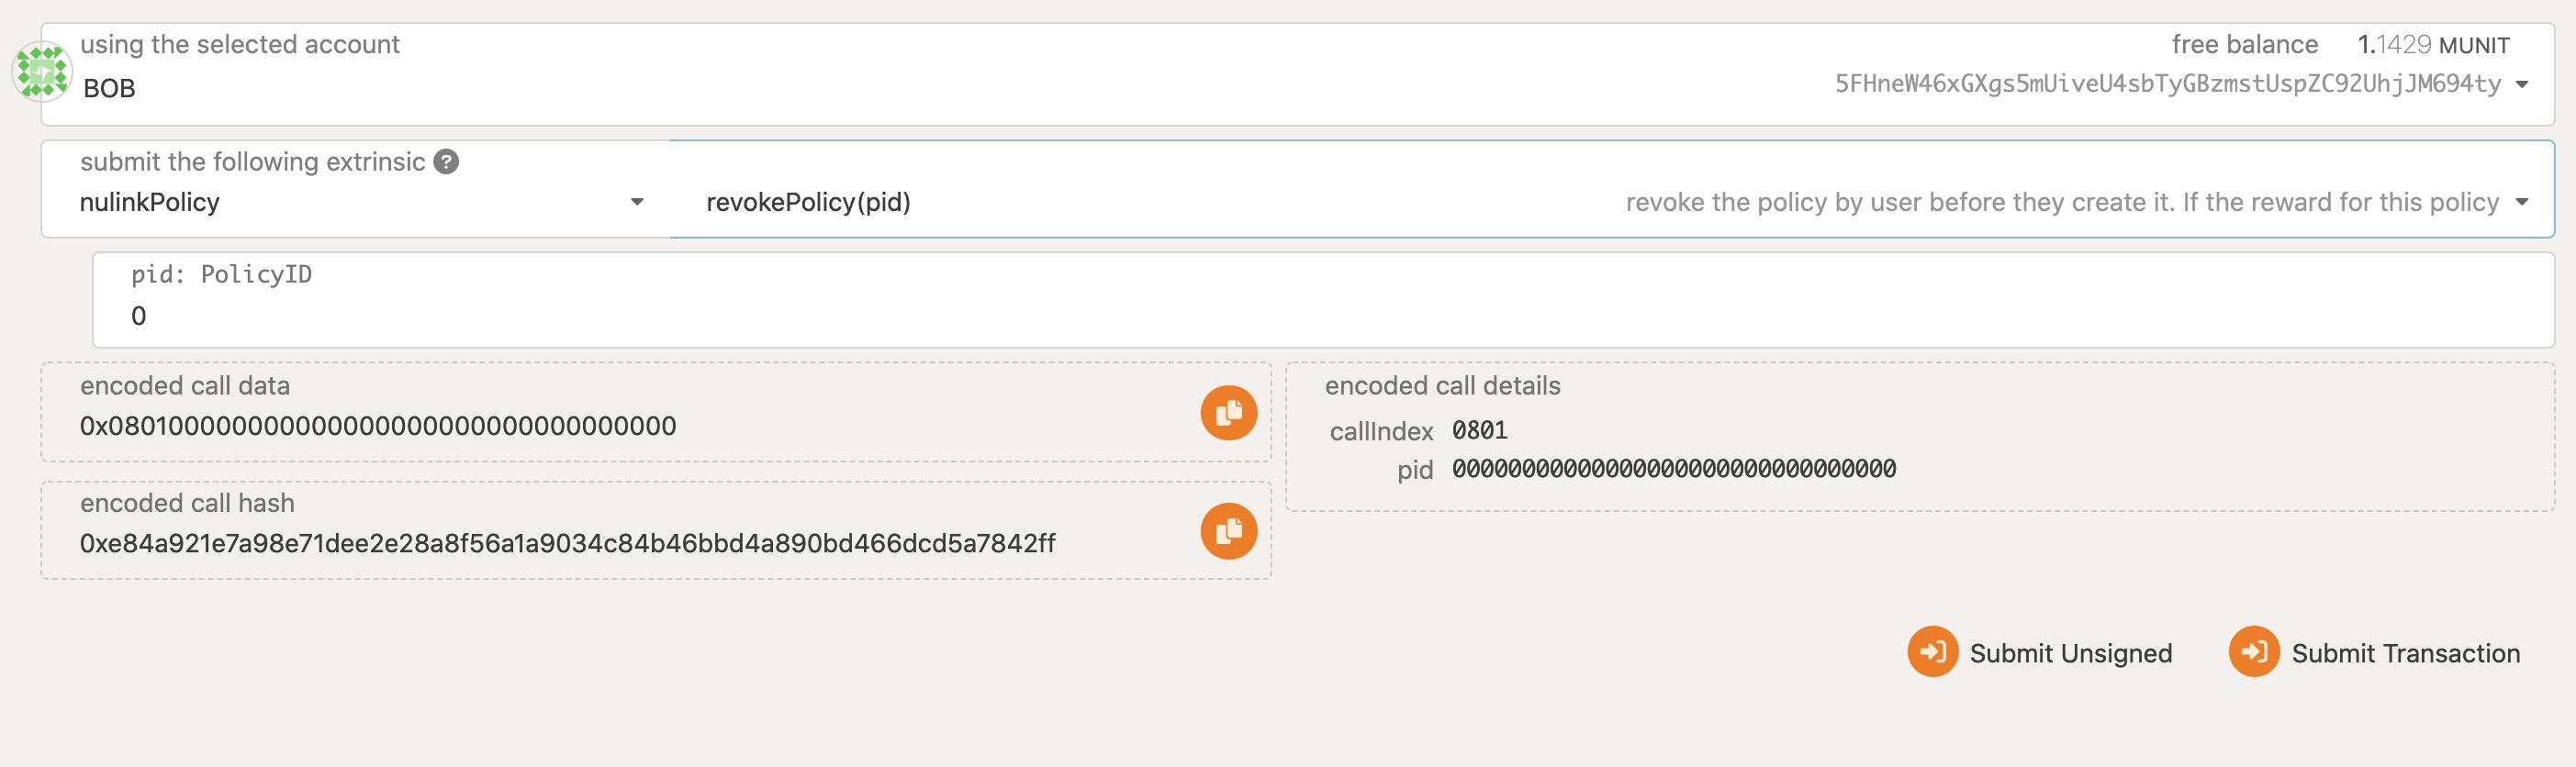 using the selected account
free balance 1.1429 MUNIT
BOB
5FHneW46xGXgs5mUiveU4sbTyGBzmstUspZC92UhjJM694ty
submit the following extrinsic ?
nulinkPolicy
revokePolicy(pid)
revoke the policy by user before they create it. If the reward for this policy
pid: PolicyID
0
encoded call data
0x080100000000000000000000000000000000
encoded call details
callIndex 0801
pid 00000000000000000000000000000000
encoded call hash
0xe84a921e7a98e71dee2e28a8f56a1a9034c84b46bbd4a890bd466dcd5a7842ff
Submit Unsigned
Submit Transaction